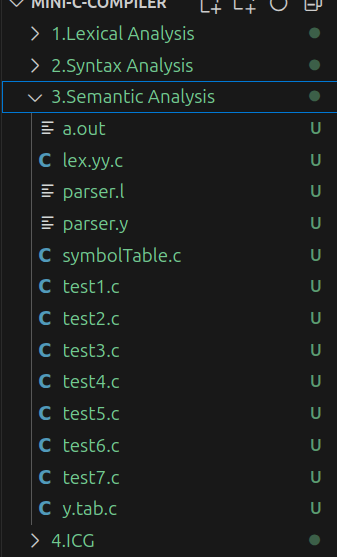 MINI-C-COMPILER
1.Lexical Analysis
2.Syntax Analysis
3.Semantic Analysis
a.out U
C lex.yy.c U
parser.l U
parser.y U
C symbolTable.c U
C test1.c U
C test2.c U
C test3.c U
C test4.c U
C test5.c U
C test6.c U
C test7.c U
C y.tab.c U
4.ICG